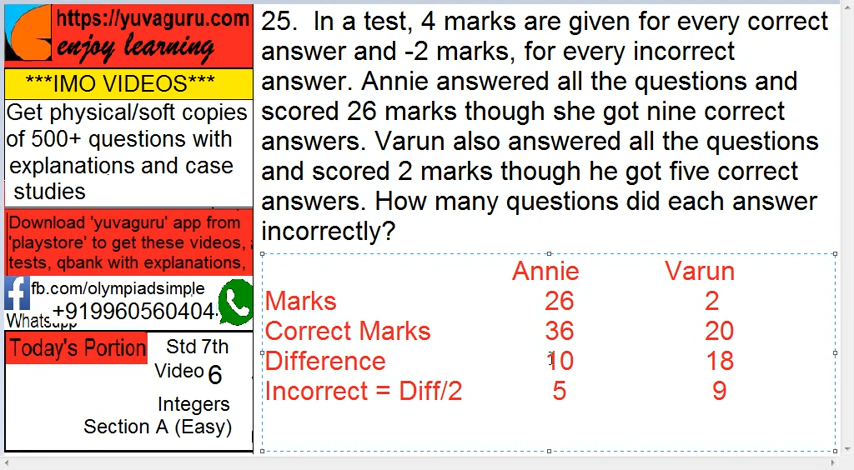 https://yuvaguru.com
enjoy learning
***IMO VIDEOS***
Get physical/soft copies
of 500+ questions with
explanations and case
studies
Download 'yuvaguru' app from
'playstore' to get these videos,
tests, qbank with explanations,
fb.com/olympiadsimple
+919960560404
Whatsupp
Today's Portion
Std 7th
Video 6
Integers
Section A (Easy)
25. In a test, 4 marks are given for every correct
answer and -2 marks, for every incorrect
answer. Annie answered all the questions and
scored 26 marks though she got nine correct
answers. Varun also answered all the questions
and scored 2 marks though he got five correct
answers. How many questions did each answer
incorrectly?
Annie Varun
Marks 26 2
Correct Marks 36 20
Difference 10 18
Incorrect = Diff/2 5 9